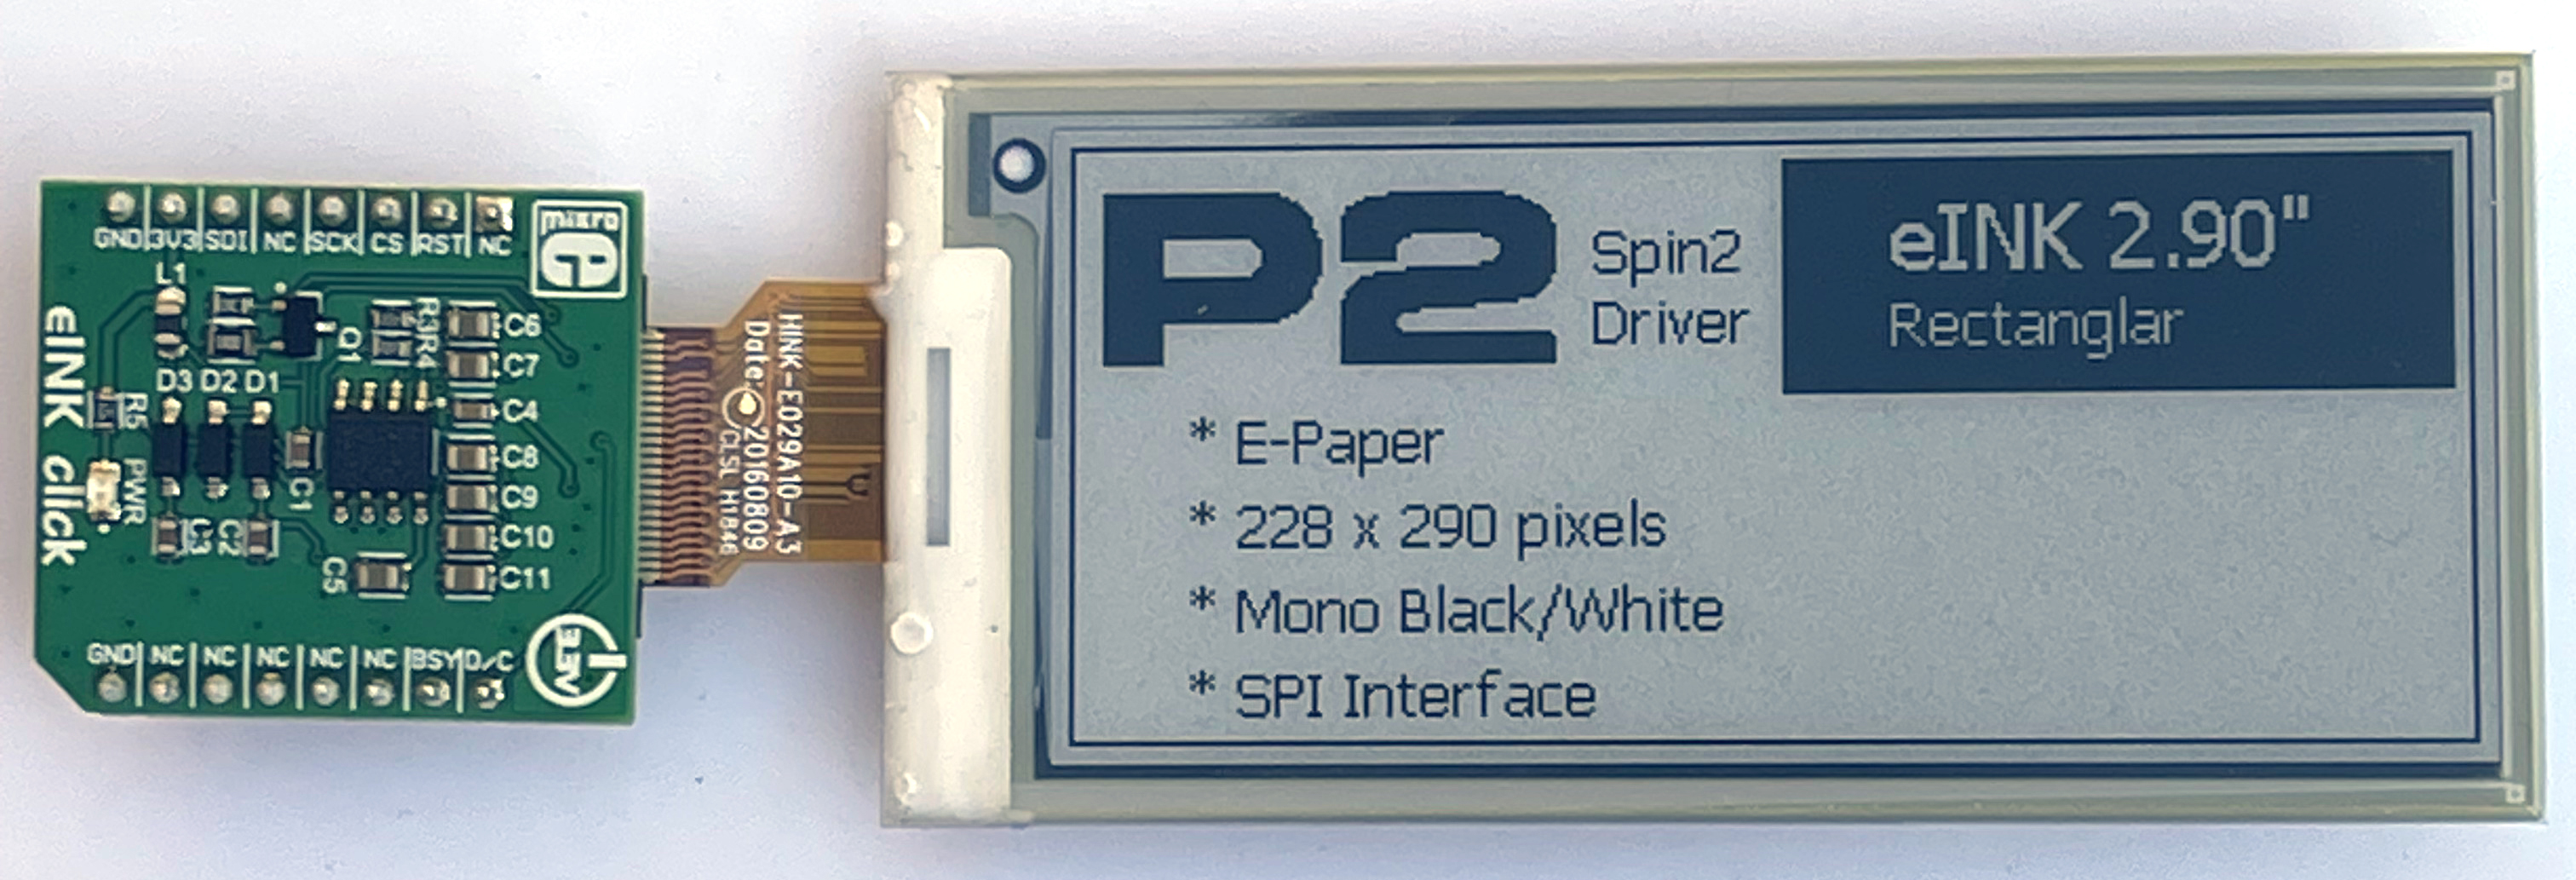 GND 3V3 SDI NC SCK CS RST NC
mikro
e
L1
Q1
R3 R4
C6
C7
D3 D2 D1
C4
R5
C1
C8
PWR
C9
C3 C2
C10
C5
C11
eINK click
GND NC NC NC NC NC BSY D/C
3.3V
HINK-E029A10-A3
Date: 20160809
CLSL H1846
P2
Spin2
Driver
eINK 2.90"
Rectanglar
* E-Paper
* 228 x 290 pixels
* Mono Black/White
* SPI Interface